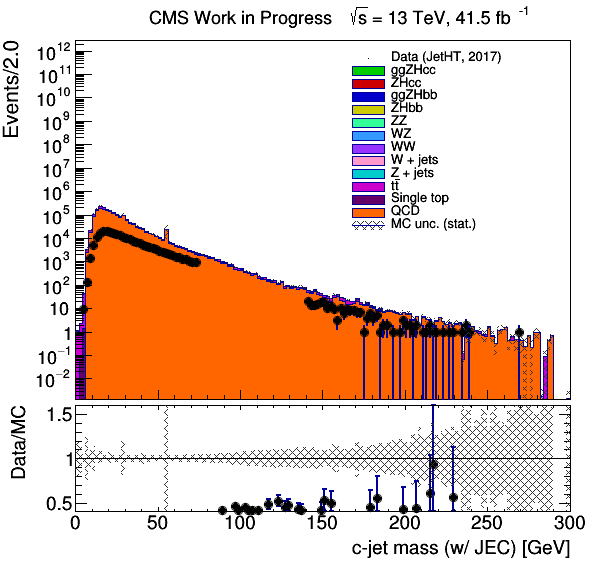 CMS Work in Progress √s = 13 TeV, 41.5 fb⁻¹
Events/2.0
10¹²
10¹¹
10¹⁰
10⁹
10⁸
10⁷
10⁶
10⁵
10⁴
10³
10²
10
1
10⁻¹
10⁻²
Data (JetHT, 2017)
ggZHcc
ZHcc
ggZHbb
ZHbb
ZZ
WZ
WW
W + jets
Z + jets
tt̄
Single top
QCD
MC unc. (stat.)
Data/MC
1.5
1
0.5
0 50 100 150 200 250 300
c-jet mass (w/ JEC) [GeV]